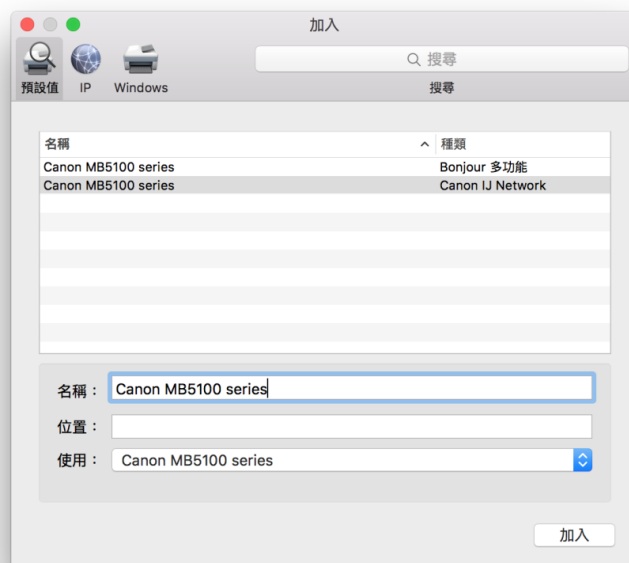 加入
預設值 IP Windows
搜尋
搜尋
名稱 種類
Canon MB5100 series Bonjour 多功能
Canon MB5100 series Canon IJ Network
名稱： Canon MB5100 series
位置：
使用： Canon MB5100 series
加入